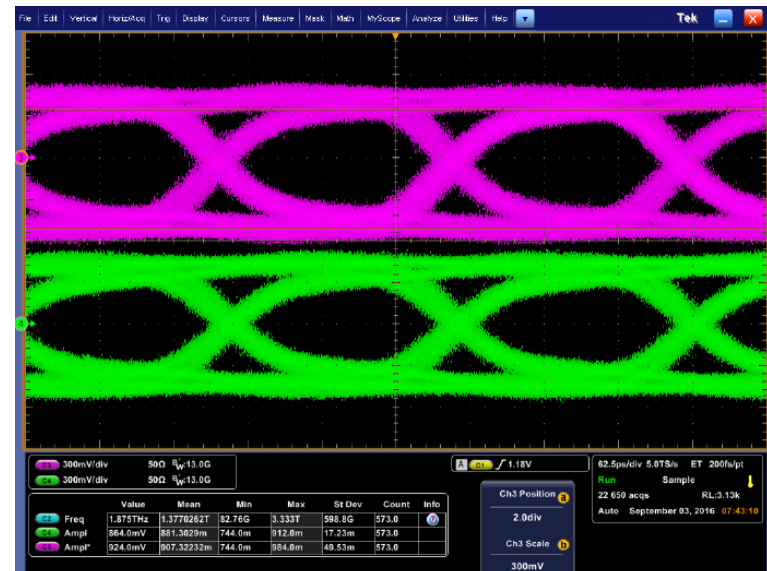 File Edit Vertical Horiz/Acq Trig Display Cursors Measure Mask Math MyScope Analyze Utilities Help Tek
3
4
C3 300mV/div 50Ω BW:13.0G
C4 300mV/div 50Ω BW:13.0G
A C1 1.18V
62.5ps/div 5.0TS/s ET 200fs/pt
Run Sample
22 650 acqs RL:3.13k
Auto September 03, 2016 07:43:10
Value Mean Min Max St Dev Count Info
C2 Freq 1.875THz 1.3770262T 82.76G 3.333T 598.8G 573.0
C4 Ampl 864.0mV 881.3029m 744.0m 912.0m 17.23m 573.0
C3 Ampl* 924.0mV 907.32232m 744.0m 984.0m 49.53m 573.0
Ch3 Position a
2.0div
Ch3 Scale b
300mV